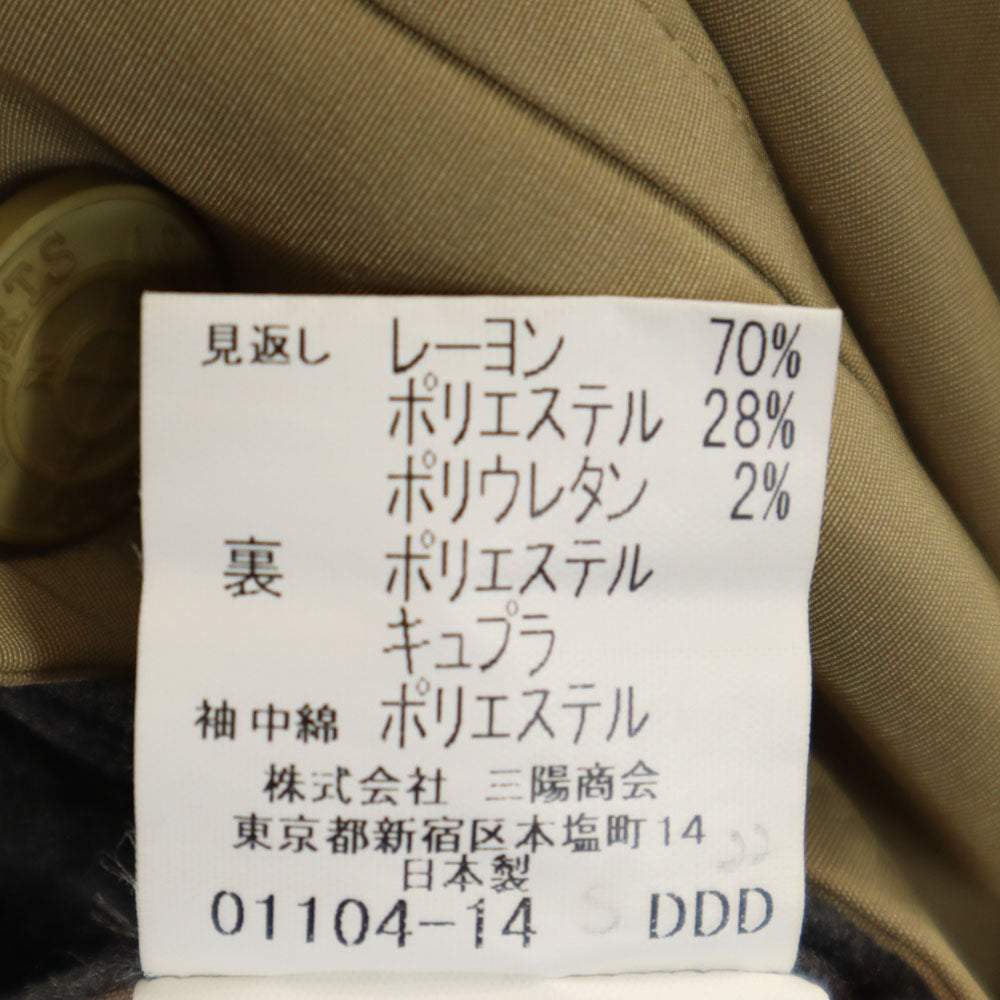 見返し レーヨン 70%
ポリエステル 28%
ポリウレタン 2%
裏 ポリエステル
キュプラ
袖中綿 ポリエステル
株式会社 三陽商会
東京都新宿区本塩町14
日本製
22
01104-14 S DDD